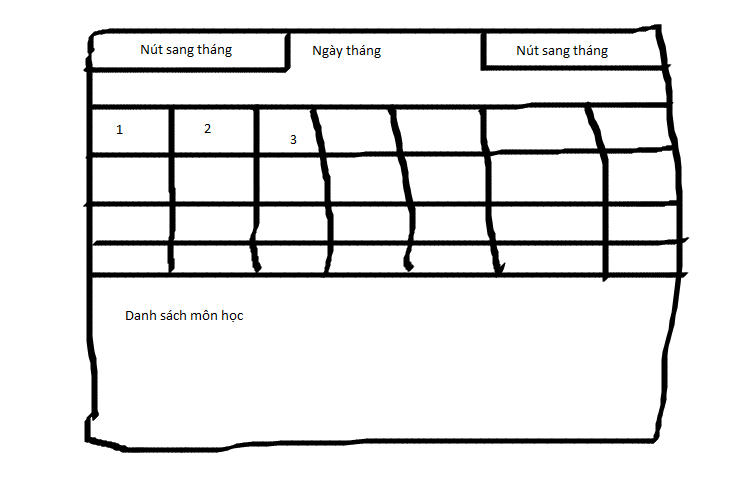 Nút sang tháng
Ngày tháng
Nút sang tháng
1
2
3
Danh sách môn học